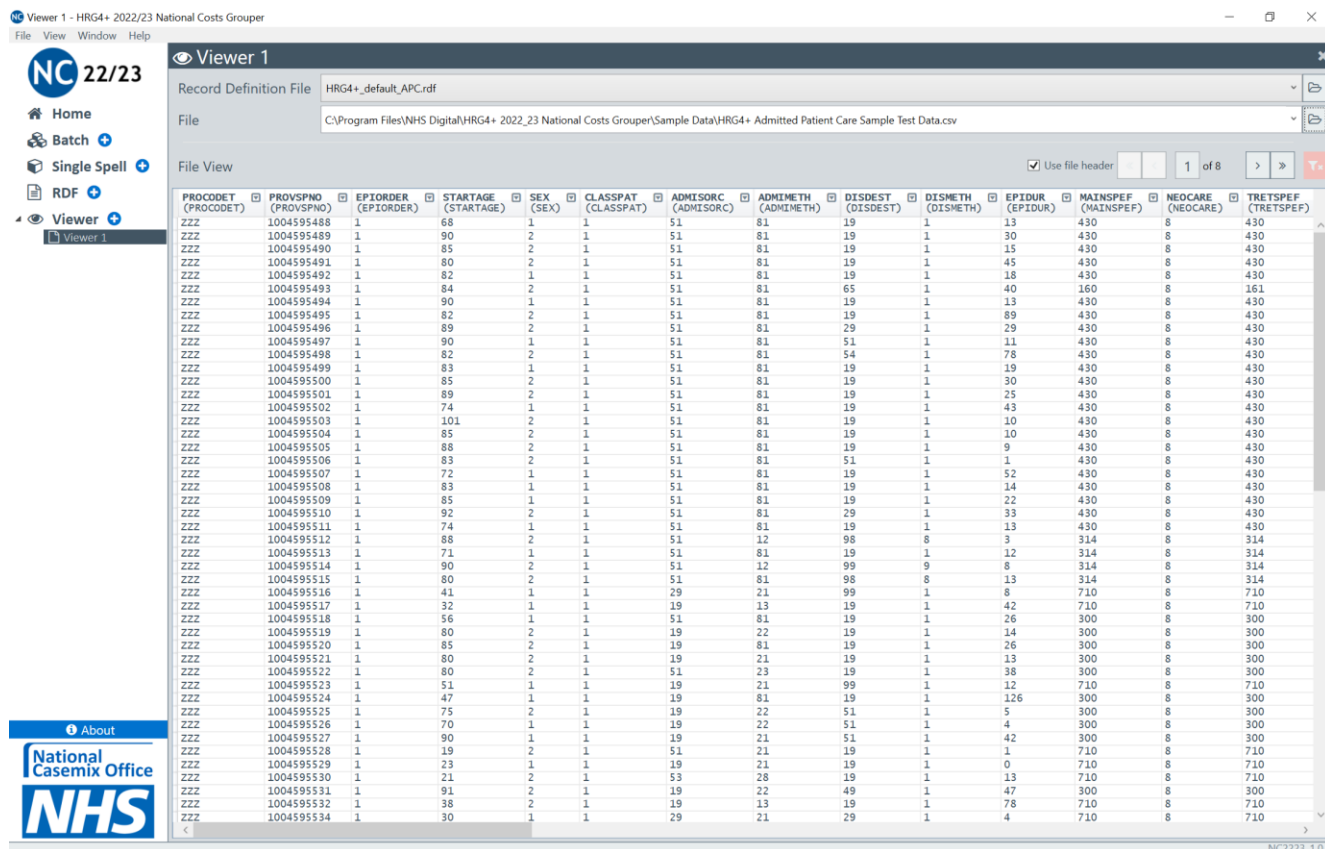 NC Viewer 1 - HRG4+ 2022/23 National Costs Grouper
File View Window Help
NC 22/23
Viewer 1
Record Definition File HRG4+_default_APC.rdf
Home
File C:\Program Files\NHS Digital\HRG4+ 2022_23 National Costs Grouper\Sample Data\HRG4+ Admitted Patient Care Sample Test Data.csv
Batch
Single Spell
File View Use file header 1 of 8
RDF
Viewer
Viewer 1
PROCODET PROVSPNO EPIORDER STARTAGE SEX CLASSPAT ADMISORC ADMIMETH DISDEST DISMETH EPIDUR MAINSPEF NEOCARE TRETSPEF
(PROCODET) (PROVSPNO) (EPIORDER) (STARTAGE) (SEX) (CLASSPAT) (ADMISORC) (ADMIMETH) (DISDEST) (DISMETH) (EPIDUR) (MAINSPEF) (NEOCARE) (TRETSPEF)
ZZZ 1004595488 1 68 1 1 51 81 19 1 13 430 8 430
ZZZ 1004595489 1 90 2 1 51 81 19 1 30 430 8 430
ZZZ 1004595490 1 85 2 1 51 81 19 1 15 430 8 430
ZZZ 1004595491 1 80 2 1 51 81 19 1 45 430 8 430
ZZZ 1004595492 1 82 1 1 51 81 19 1 18 430 8 430
ZZZ 1004595493 1 84 2 1 51 81 65 1 40 160 8 161
ZZZ 1004595494 1 90 1 1 51 81 19 1 13 430 8 430
ZZZ 1004595495 1 82 2 1 51 81 19 1 89 430 8 430
ZZZ 1004595496 1 89 2 1 51 81 29 1 29 430 8 430
ZZZ 1004595497 1 90 1 1 51 81 51 1 11 430 8 430
ZZZ 1004595498 1 82 2 1 51 81 54 1 78 430 8 430
ZZZ 1004595499 1 83 1 1 51 81 19 1 19 430 8 430
ZZZ 1004595500 1 85 2 1 51 81 19 1 30 430 8 430
ZZZ 1004595501 1 89 2 1 51 81 19 1 25 430 8 430
ZZZ 1004595502 1 74 1 1 51 81 19 1 43 430 8 430
ZZZ 1004595503 1 101 2 1 51 81 19 1 10 430 8 430
ZZZ 1004595504 1 85 2 1 51 81 19 1 10 430 8 430
ZZZ 1004595505 1 88 2 1 51 81 19 1 9 430 8 430
ZZZ 1004595506 1 83 2 1 51 81 51 1 1 430 8 430
ZZZ 1004595507 1 72 1 1 51 81 19 1 52 430 8 430
ZZZ 1004595508 1 83 1 1 51 81 19 1 14 430 8 430
ZZZ 1004595509 1 85 1 1 51 81 19 1 22 430 8 430
ZZZ 1004595510 1 92 2 1 51 81 29 1 33 430 8 430
ZZZ 1004595511 1 74 1 1 51 81 19 1 13 430 8 430
ZZZ 1004595512 1 88 2 1 51 12 98 8 3 314 8 314
ZZZ 1004595513 1 71 1 1 51 81 19 1 12 314 8 314
ZZZ 1004595514 1 90 2 1 51 12 99 9 8 314 8 314
ZZZ 1004595515 1 80 2 1 51 81 98 8 13 314 8 314
ZZZ 1004595516 1 41 1 1 29 21 99 1 8 710 8 710
ZZZ 1004595517 1 32 1 1 19 13 19 1 42 710 8 710
ZZZ 1004595518 1 56 1 1 51 81 19 1 26 300 8 300
ZZZ 1004595519 1 80 2 1 19 22 19 1 14 300 8 300
ZZZ 1004595520 1 85 2 1 19 81 19 1 26 300 8 300
ZZZ 1004595521 1 80 2 1 19 21 19 1 13 300 8 300
ZZZ 1004595522 1 80 2 1 51 23 19 1 38 300 8 300
ZZZ 1004595523 1 51 1 1 19 21 99 1 12 710 8 710
ZZZ 1004595524 1 47 1 1 19 81 19 1 126 300 8 300
ZZZ 1004595525 1 75 2 1 19 22 51 1 5 300 8 300
ZZZ 1004595526 1 70 1 1 19 22 51 1 4 300 8 300
ZZZ 1004595527 1 90 1 1 19 21 51 1 42 300 8 300
ZZZ 1004595528 1 19 2 1 51 21 19 1 1 710 8 710
ZZZ 1004595529 1 23 1 1 19 21 19 1 0 710 8 710
ZZZ 1004595530 1 21 2 1 53 28 19 1 13 710 8 710
ZZZ 1004595531 1 91 2 1 19 22 49 1 47 300 8 300
ZZZ 1004595532 1 38 2 1 19 13 19 1 78 710 8 710
ZZZ 1004595534 1 30 1 1 29 21 29 1 4 710 8 710
About
National
Casemix Office
NHS
NC2223_1.0